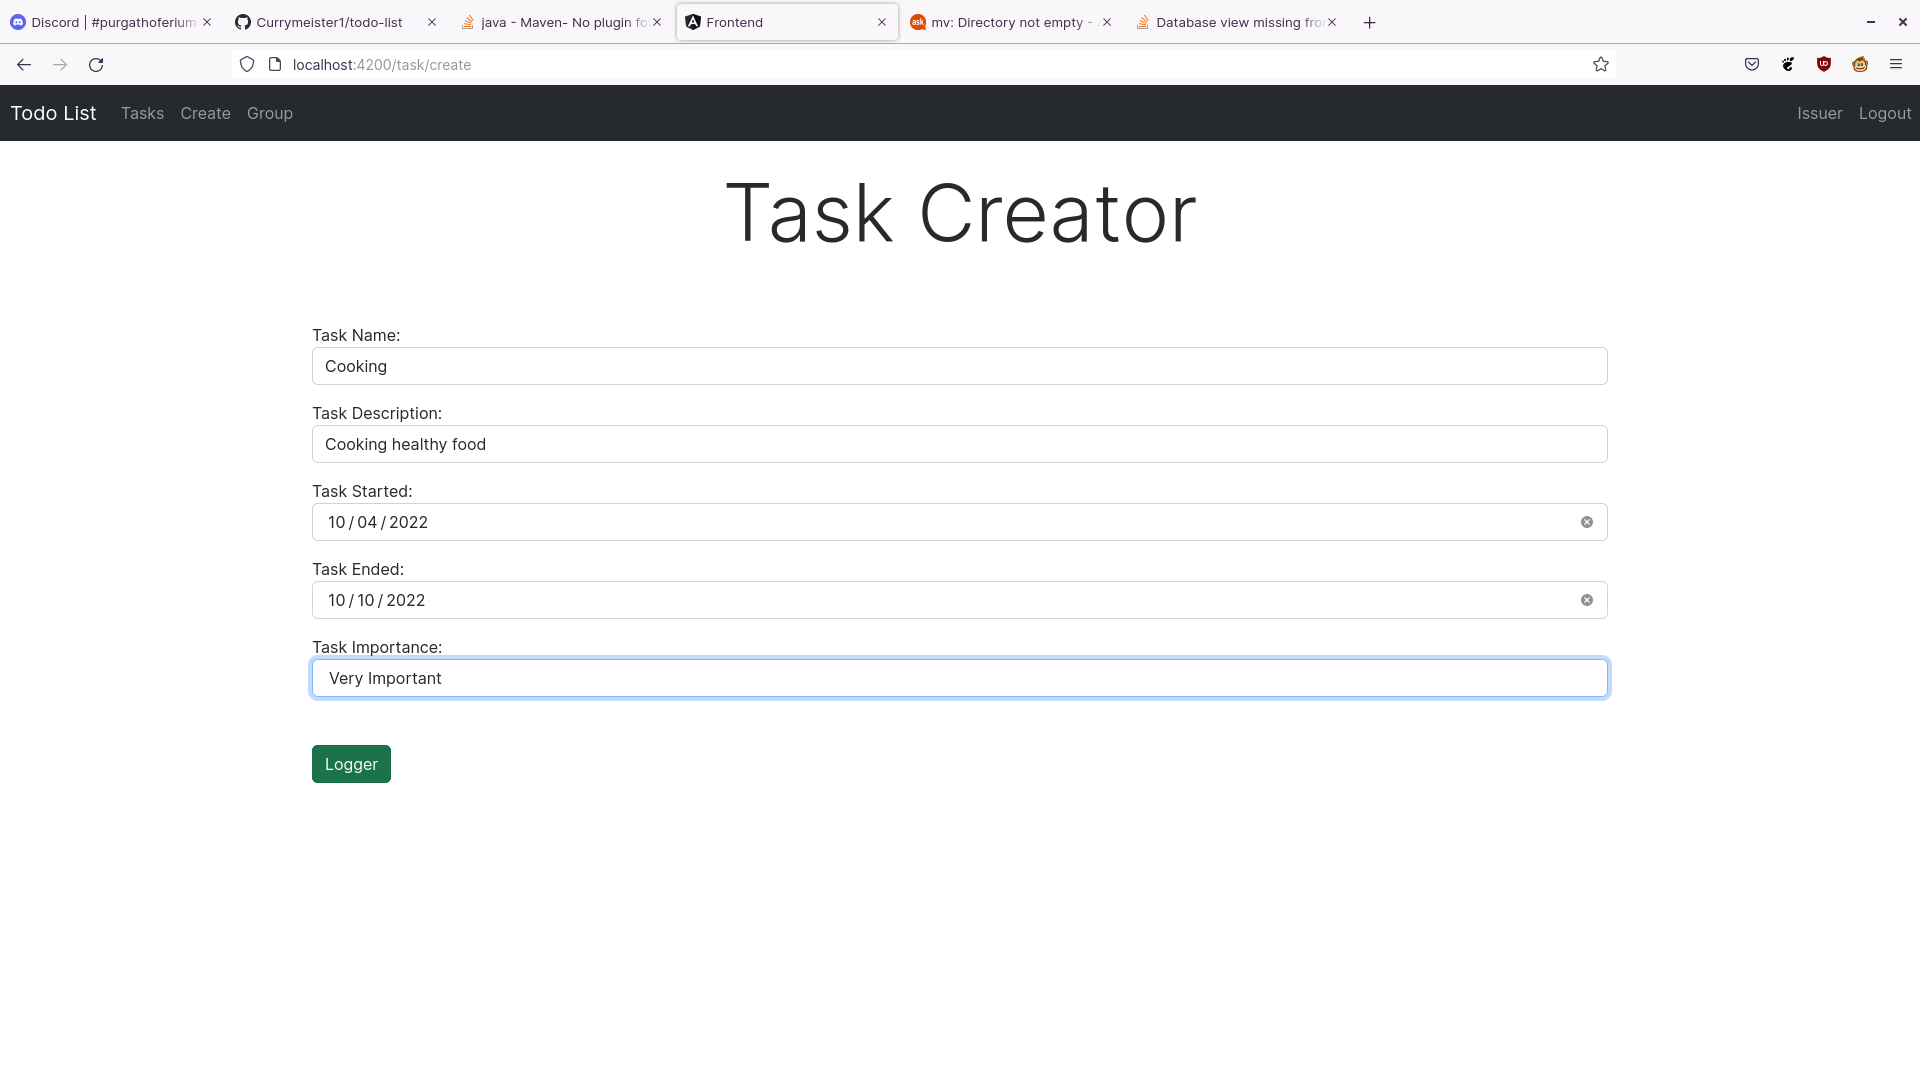 Discord | #purgathoferium
Currymeister1/todo-list
java - Maven- No plugin fo
Frontend
mv: Directory not empty -
Database view missing fro
localhost:4200/task/create
Todo List Tasks Create Group Issuer Logout
Task Creator
Task Name:
Cooking
Task Description:
Cooking healthy food
Task Started:
10/04/2022
Task Ended:
10/10/2022
Task Importance:
Very Important
Logger